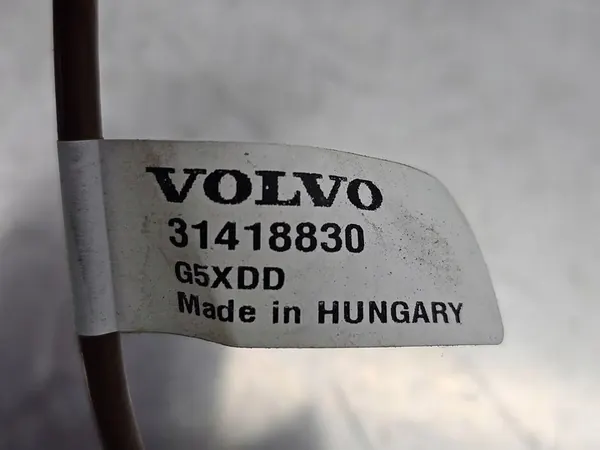 VOLVO
31418830
G5XDD
Made in HUNGARY